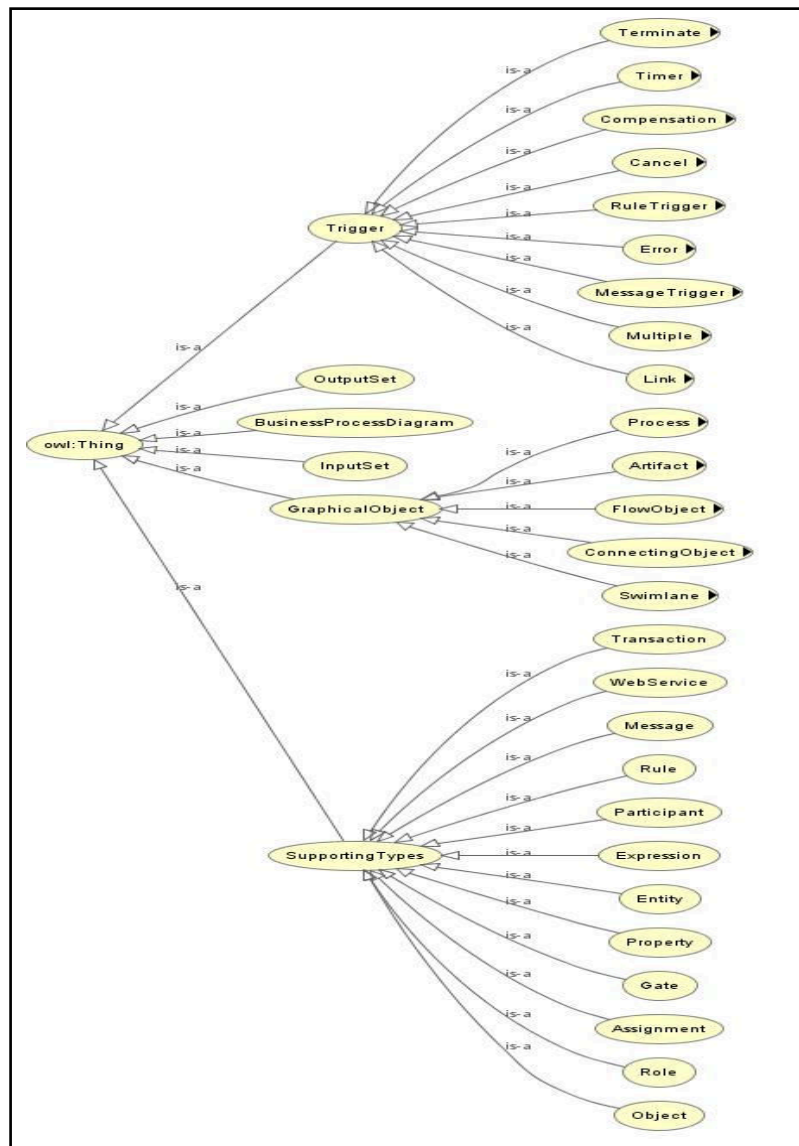 Terminate
is-a
Timer
is-a
Compensation
is-a
Cancel
is-a
RuleTrigger
is-a
Trigger
Error
is-a
MessageTrigger
is-a
Multiple
is-a
Link
is-a
is-a
OutputSet
is-a
BusinessProcessDiagram
is-a
owl:Thing
is-a
InputSet
is-a
GraphicalObject
Process
is-a
Artifact
is-a
FlowObject
is-a
ConnectingObject
is-a
Swimlane
is-a
is-a
Transaction
is-a
WebService
is-a
Message
is-a
Rule
is-a
Participant
is-a
SupportingTypes
Expression
is-a
Entity
is-a
Property
is-a
Gate
is-a
Assignment
is-a
Role
is-a
Object
is-a